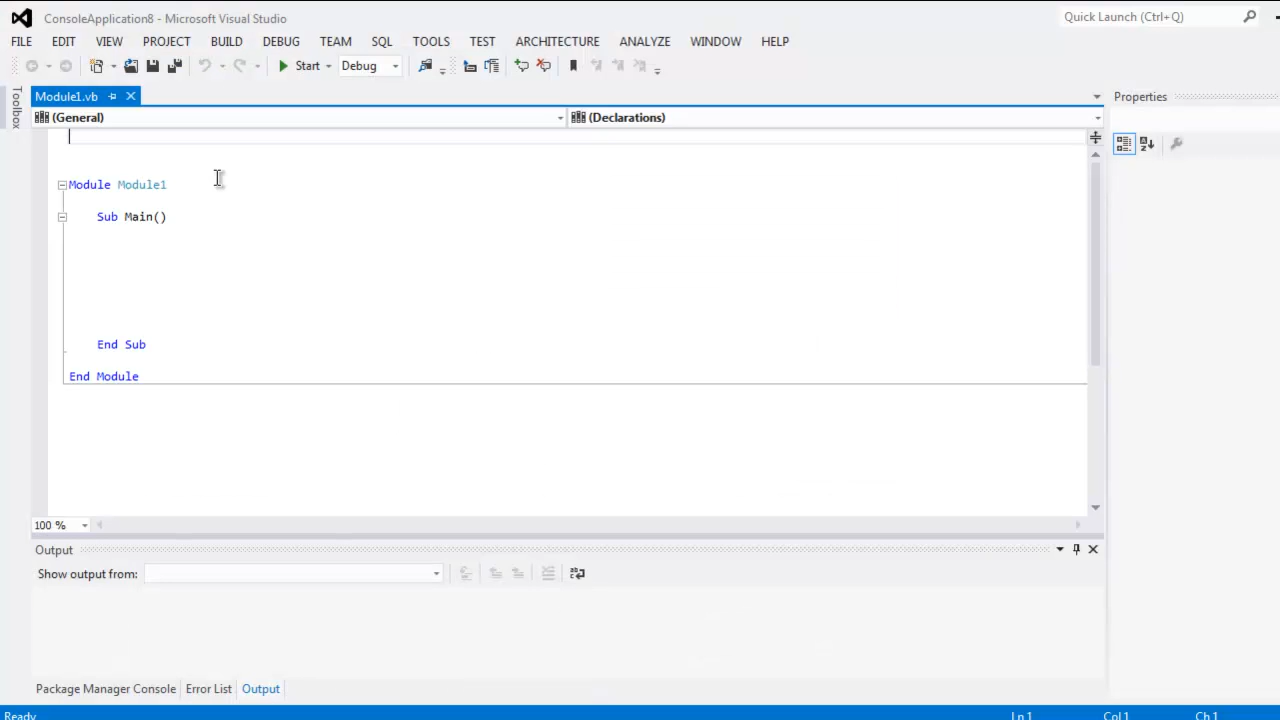 ConsoleApplication8 - Microsoft Visual Studio
Quick Launch (Ctrl+Q)
FILE EDIT VIEW PROJECT BUILD DEBUG TEAM SQL TOOLS TEST ARCHITECTURE ANALYZE WINDOW HELP
Start Debug
Toolbox
Module1.vb
Properties
(General) (Declarations)
Module Module1
Sub Main()
End Sub
End Module
100 %
Output
Show output from:
Package Manager Console Error List Output
Ready Ln 1 Col 1 Ch 1